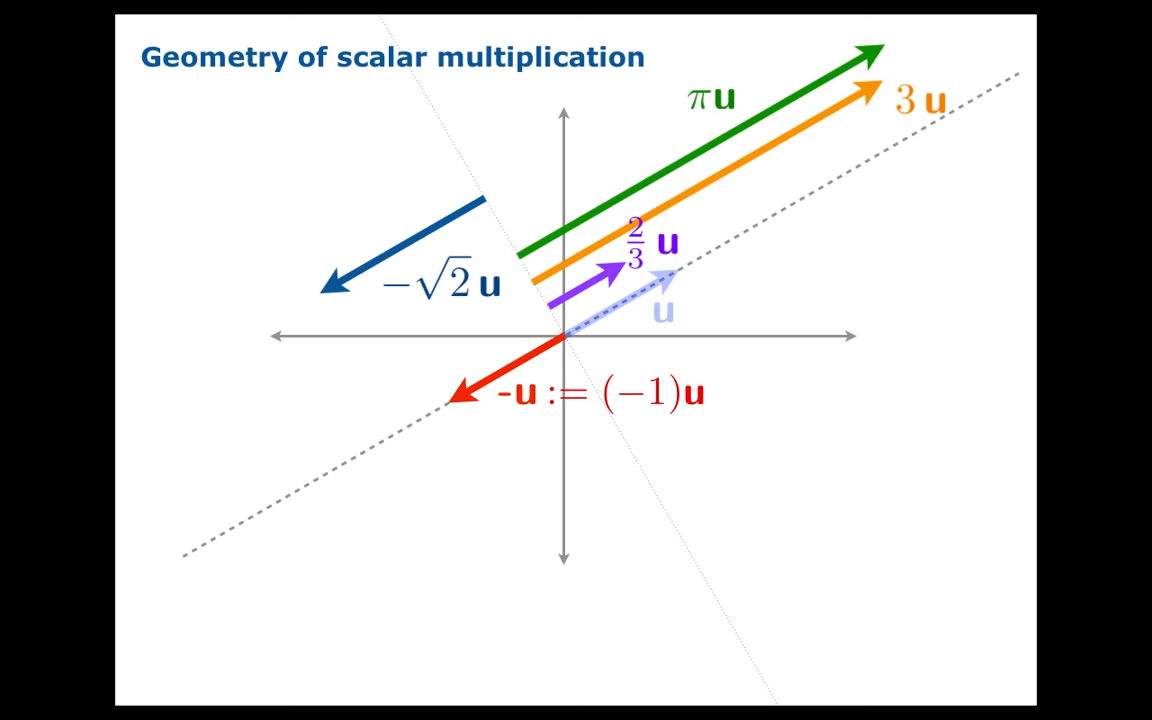 Geometry of scalar multiplication
πu
3 u
2/3 u
−√2 u
u
-u := (−1)u